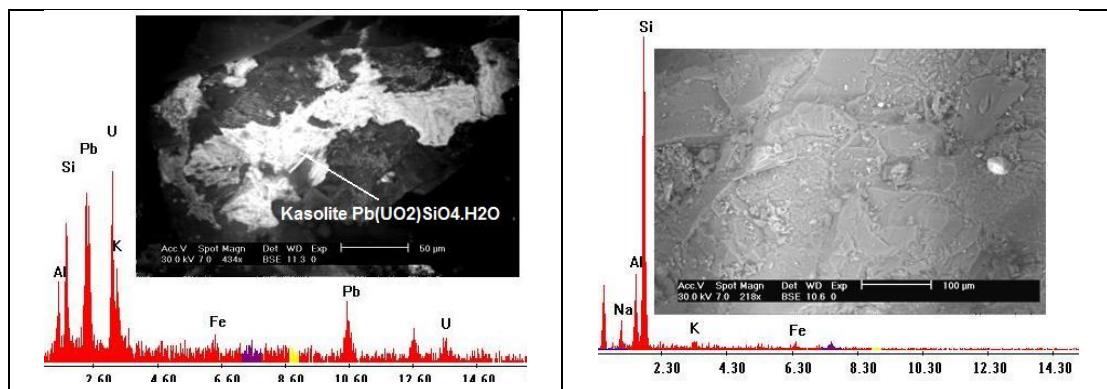 U
Pb
Si
K
Al
Fe
Pb
U
Kasolite Pb(UO2)SiO4.H2O
Acc.V Spot Magn Det WD Exp
30.0 kV 7.0 434x BSE 11.3 0 50 µm
2.60 4.60 6.60 8.60 10.60 12.60 14.60
Si
Al
Na
K
Fe
Acc.V Spot Magn Det WD Exp
30.0 kV 7.0 218x BSE 10.6 0 100 µm
2.30 4.30 6.30 8.30 10.30 12.30 14.30